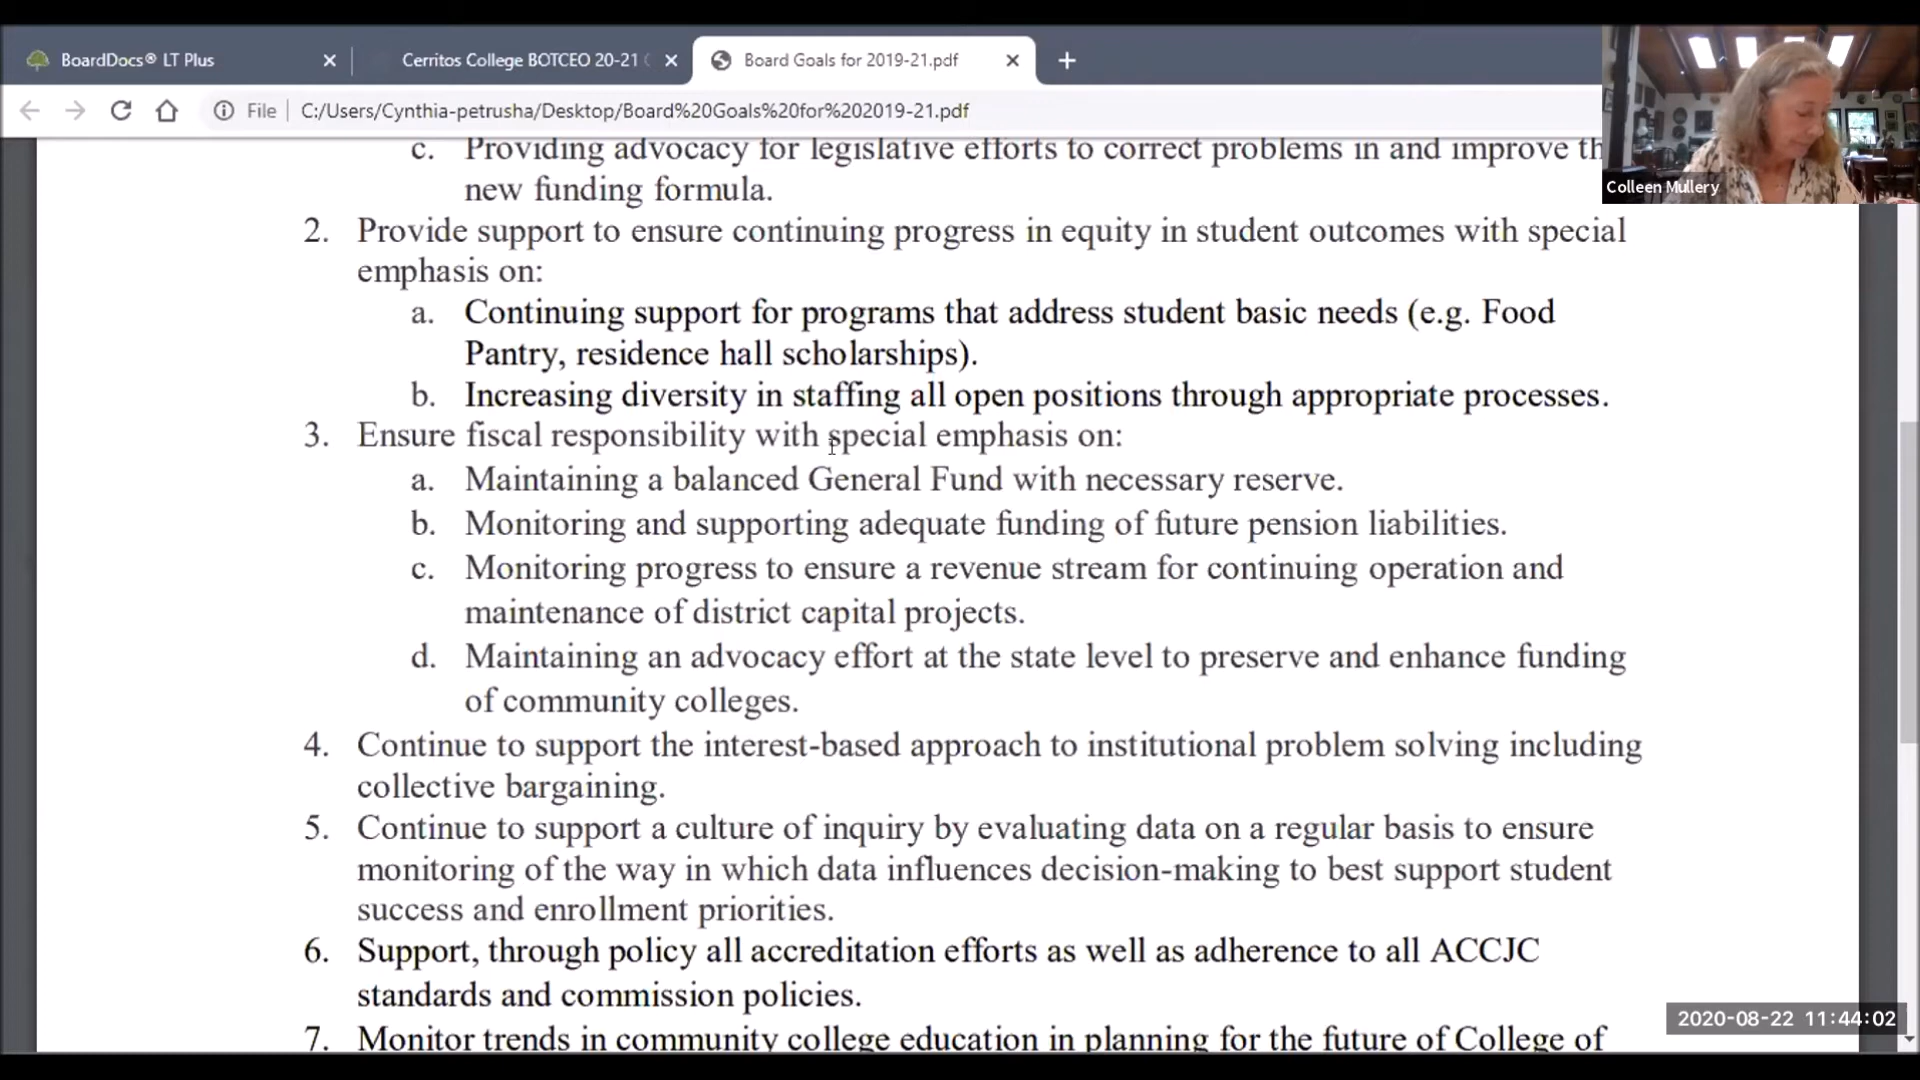 BoardDocs® LT Plus
Cerritos College BOTCEO 20-21
Board Goals for 2019-21.pdf
File
C:/Users/Cynthia-petrusha/Desktop/Board%20Goals%20for%202019-21.pdf
Colleen Mullery
c. Providing advocacy for legislative efforts to correct problems in and improve
new funding formula.
2. Provide support to ensure continuing progress in equity in student outcomes with special
emphasis on:
a. Continuing support for programs that address student basic needs (e.g. Food
Pantry, residence hall scholarships).
b. Increasing diversity in staffing all open positions through appropriate processes.
3. Ensure fiscal responsibility with special emphasis on:
a. Maintaining a balanced General Fund with necessary reserve.
b. Monitoring and supporting adequate funding of future pension liabilities.
c. Monitoring progress to ensure a revenue stream for continuing operation and
maintenance of district capital projects.
d. Maintaining an advocacy effort at the state level to preserve and enhance funding
of community colleges.
4. Continue to support the interest-based approach to institutional problem solving including
collective bargaining.
5. Continue to support a culture of inquiry by evaluating data on a regular basis to ensure
monitoring of the way in which data influences decision-making to best support student
success and enrollment priorities.
6. Support, through policy all accreditation efforts as well as adherence to all ACCJC
standards and commission policies.
7. Monitor trends in community college education in planning for the future of College of
2020-08-22 11:44:02